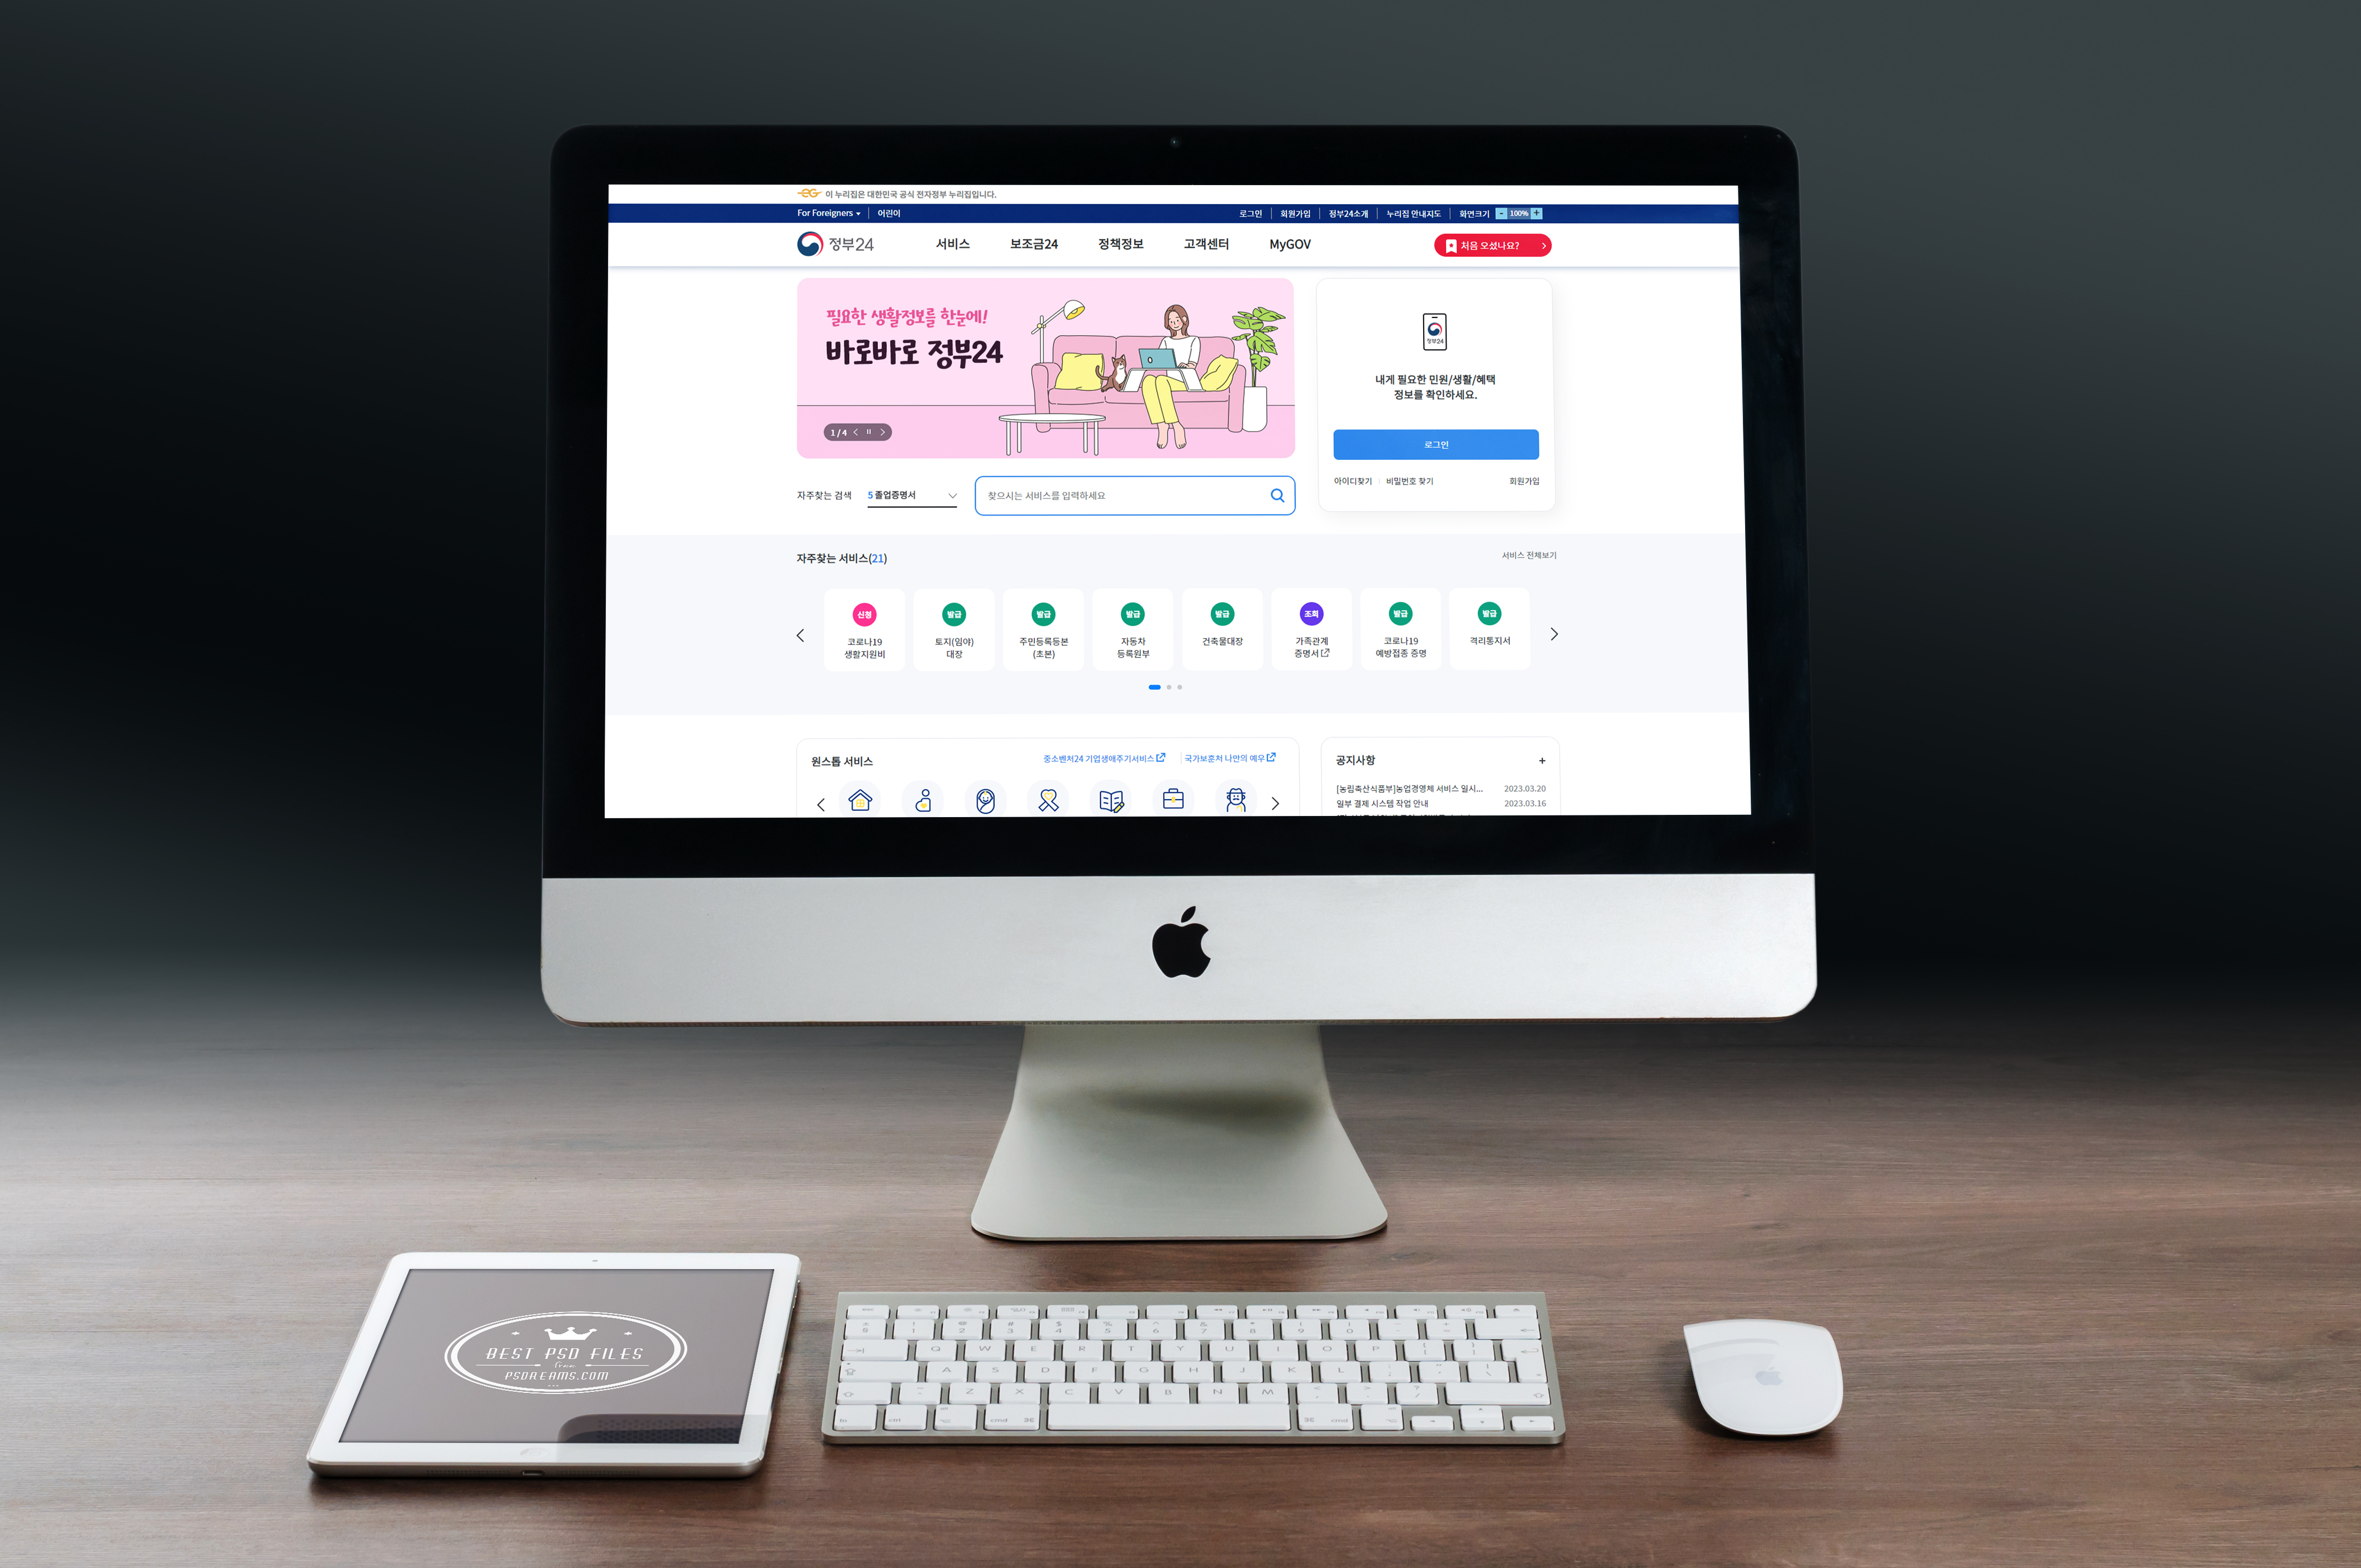 이 누리집은 대한민국 공식 전자정부 누리집입니다.
For Foreigners 어린이 로그인 회원가입 정부24소개 누리집 안내지도 화면크기 - 100% +
정부24 서비스 보조금24 정책정보 고객센터 MyGOV 처음 오셨나요?
필요한 생활정보를 한눈에!
바로바로 정부24
1 / 4
정부24
내게 필요한 민원/생활/혜택
정보를 확인하세요.
로그인
아이디찾기 비밀번호 찾기 회원가입
자주찾는 검색 5 졸업증명서 찾으시는 서비스를 입력하세요
자주찾는 서비스(21) 서비스 전체보기
신청 발급 발급 발급 발급 조회 발급 발급
코로나19 토지(임야) 주민등록등본 자동차 건축물대장 가족관계 코로나19 격리통지서
생활지원비 대장 (초본) 등록원부 증명서 예방접종 증명
원스톱 서비스 중소벤처24 기업생애주기서비스 국가보훈처 나만의 예우
공지사항 +
[농림축산식품부]농업경영체 서비스 일시... 2023.03.20
일부 결제 시스템 작업 안내 2023.03.16
BEST PSD FILES
free
PSDREAMS.COM
2 3 4 5 6 7 8 9 0
Q W E R T Y U I O P
A S D F G H J K L
Z X C V B N M
fn cmd cmd